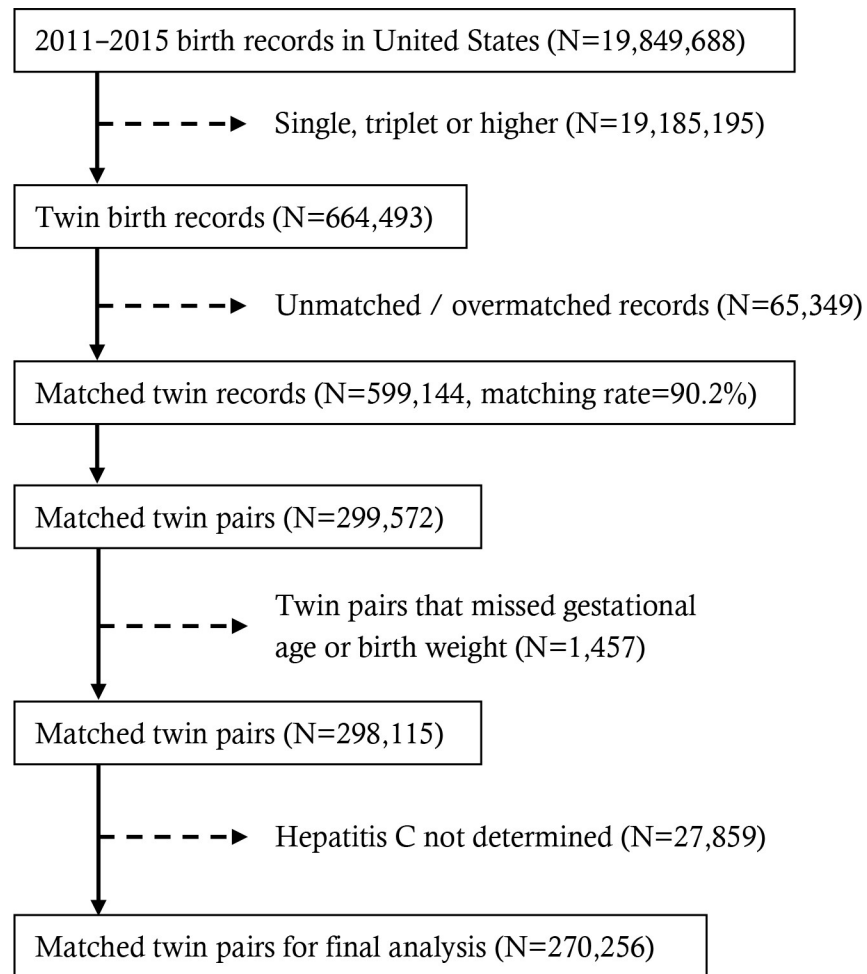 2011–2015 birth records in United States (N=19,849,688)
Single, triplet or higher (N=19,185,195)
Twin birth records (N=664,493)
Unmatched / overmatched records (N=65,349)
Matched twin records (N=599,144, matching rate=90.2%)
Matched twin pairs (N=299,572)
Twin pairs that missed gestational
age or birth weight (N=1,457)
Matched twin pairs (N=298,115)
Hepatitis C not determined (N=27,859)
Matched twin pairs for final analysis (N=270,256)